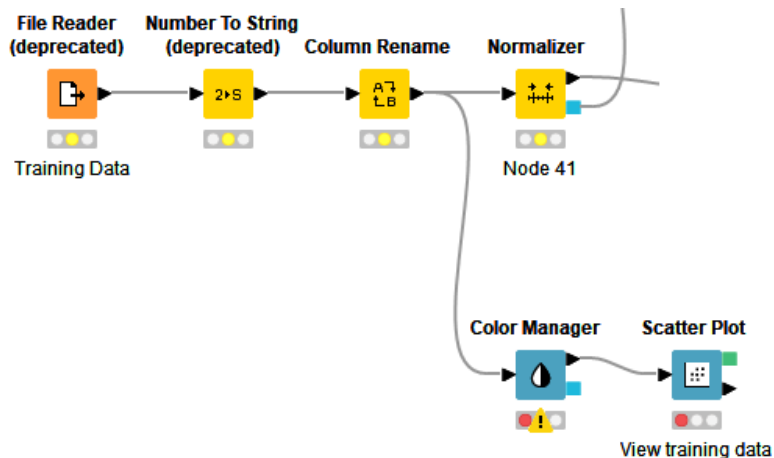 File Reader
(deprecated)
Number To String
(deprecated)
Column Rename
Normalizer
2▸S
A
B
Training Data
Node 41
Color Manager
Scatter Plot
!
View training data